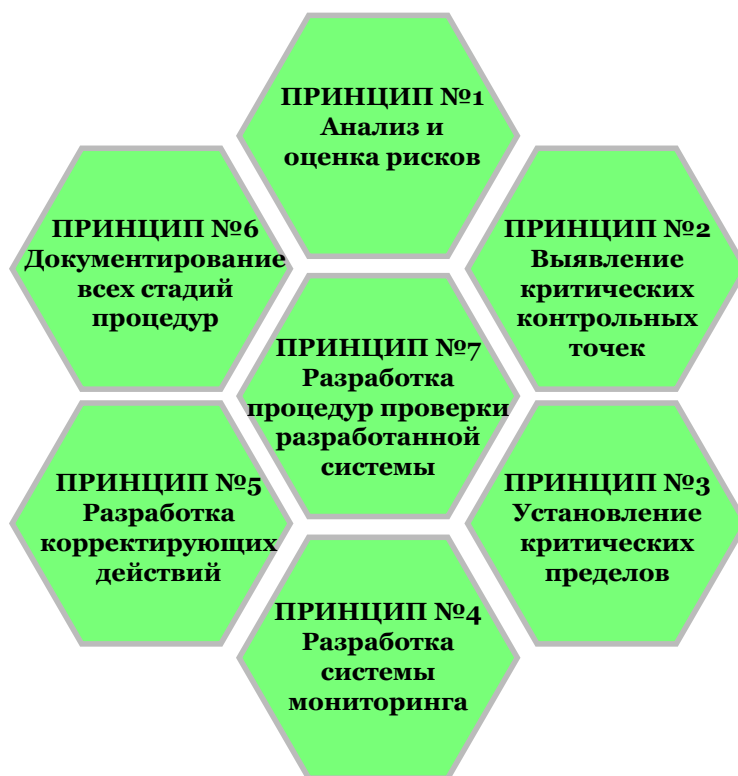 ПРИНЦИП №1
Анализ и
оценка рисков
ПРИНЦИП №2
Выявление
критических
контрольных
точек
ПРИНЦИП №3
Установление
критических
пределов
ПРИНЦИП №4
Разработка
системы
мониторинга
ПРИНЦИП №5
Разработка
корректирующих
действий
ПРИНЦИП №6
Документирование
всех стадий
процедур
ПРИНЦИП №7
Разработка
процедур проверки
разработанной
системы